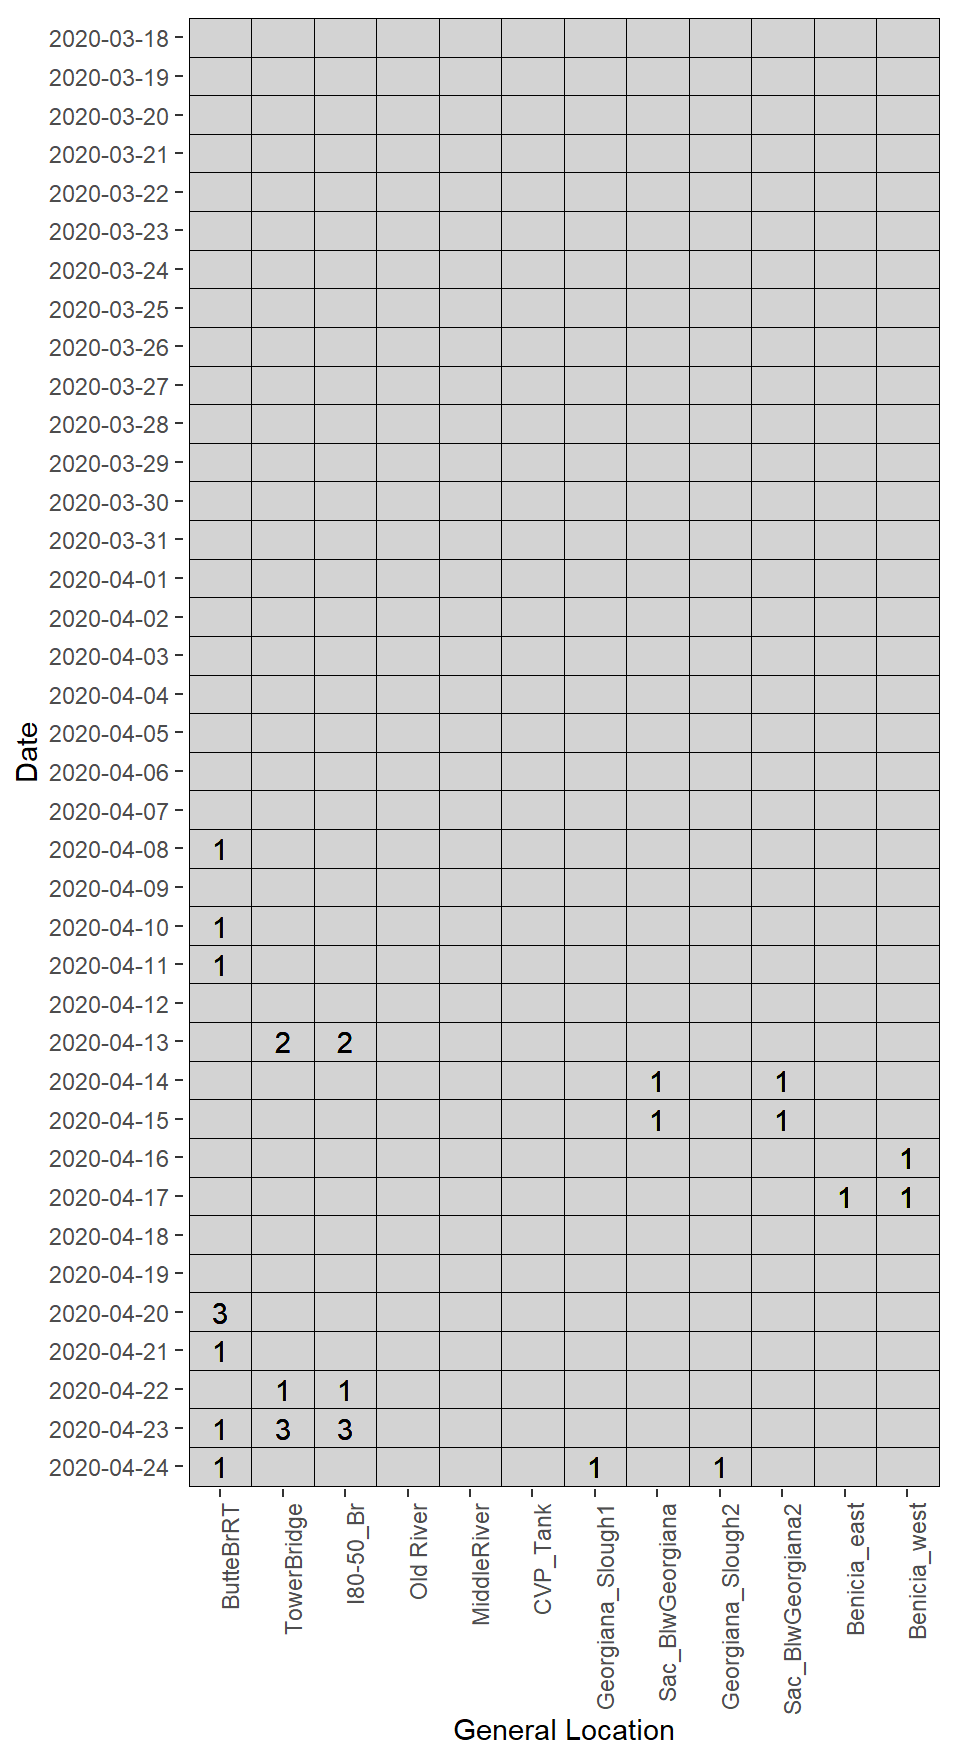 2020-03-18
2020-03-19
2020-03-20
2020-03-21
2020-03-22
2020-03-23
2020-03-24
2020-03-25
2020-03-26
2020-03-27
2020-03-28
2020-03-29
2020-03-30
2020-03-31
2020-04-01
2020-04-02
2020-04-03
2020-04-04
2020-04-05
2020-04-06
2020-04-07
2020-04-08 1
2020-04-09
2020-04-10 1
2020-04-11 1
2020-04-12
2020-04-13 2 2
2020-04-14 1 1
2020-04-15 1 1
2020-04-16 1
2020-04-17 1 1
2020-04-18
2020-04-19
2020-04-20 3
2020-04-21 1
2020-04-22 1 1
2020-04-23 1 3 3
2020-04-24 1 1 1
Date
ButteBrRT
TowerBridge
I80-50_Br
Old River
MiddleRiver
CVP_Tank
Georgiana_Slough1
Sac_BlwGeorgiana
Georgiana_Slough2
Sac_BlwGeorgiana2
Benicia_east
Benicia_west
General Location